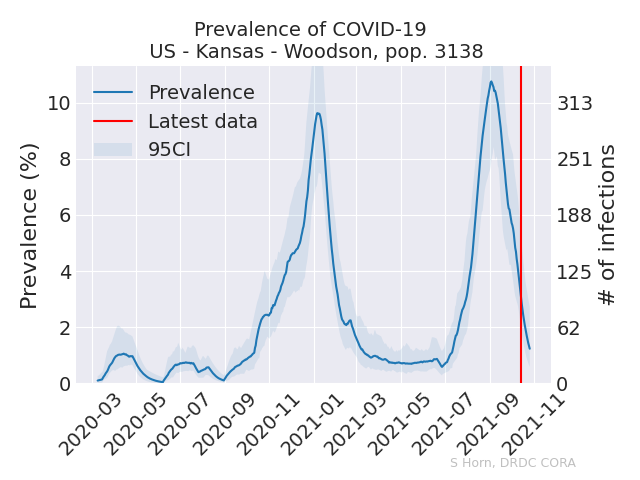 Prevalence of COVID-19
US - Kansas - Woodson, pop. 3138
Prevalence
Latest data
95CI
Prevalence (%)
10
8
6
4
2
0
313
251
188
125
62
0
# of infections
2020-03
2020-05
2020-07
2020-09
2020-11
2021-01
2021-03
2021-05
2021-07
2021-09
2021-11
S Horn, DRDC CORA